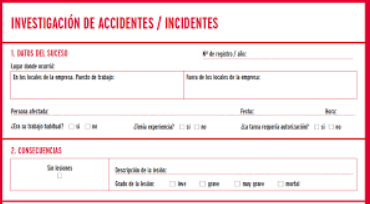 INVESTIGACIÓN DE ACCIDENTES / INCIDENTES
1. DATOS DEL SUCESO
Nº de registro / año:
Lugar donde ocurrió:
En los locales de la empresa. Puesto de trabajo:
Fuera de los locales de la empresa:
Persona afectada:
Fecha:
Hora:
¿Era su trabajo habitual? sí no
¿Tenía experiencia? sí no
¿La tarea requería autorización? sí no
2. CONSECUENCIAS
Sin lesiones
Descripción de la lesión:
Grado de la lesión: leve grave muy grave mortal